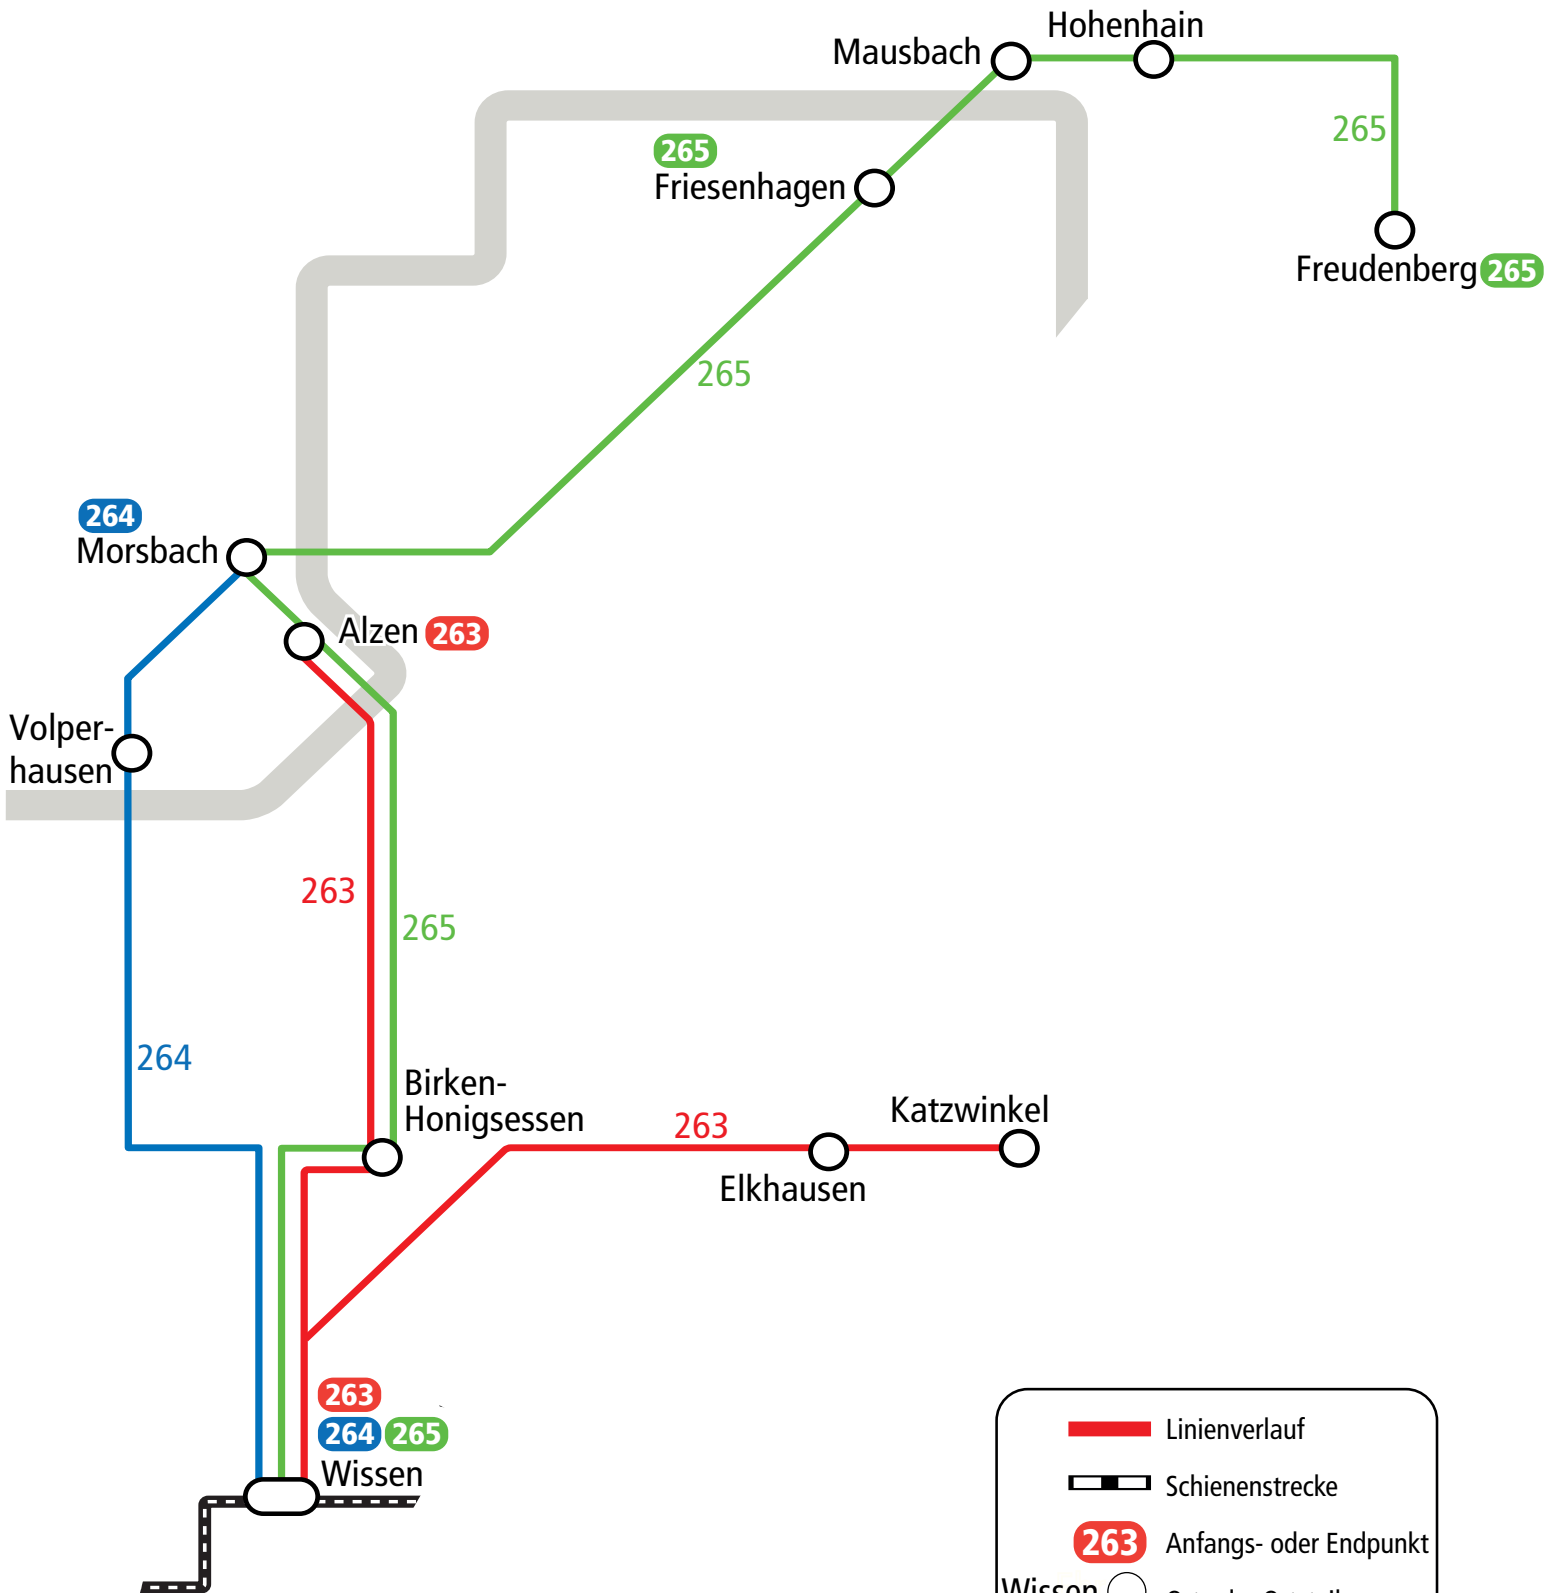 Hohenhain
Mausbach
265
265
Friesenhagen
Freudenberg 265
265
264
Morsbach
Alzen 263
Volper-
hausen
263
265
264
Birken-
Honigsessen
263
Katzwinkel
Elkhausen
263
264 265
Wissen
Linienverlauf
Schienenstrecke
263 Anfangs- oder Endpunkt
Wissen